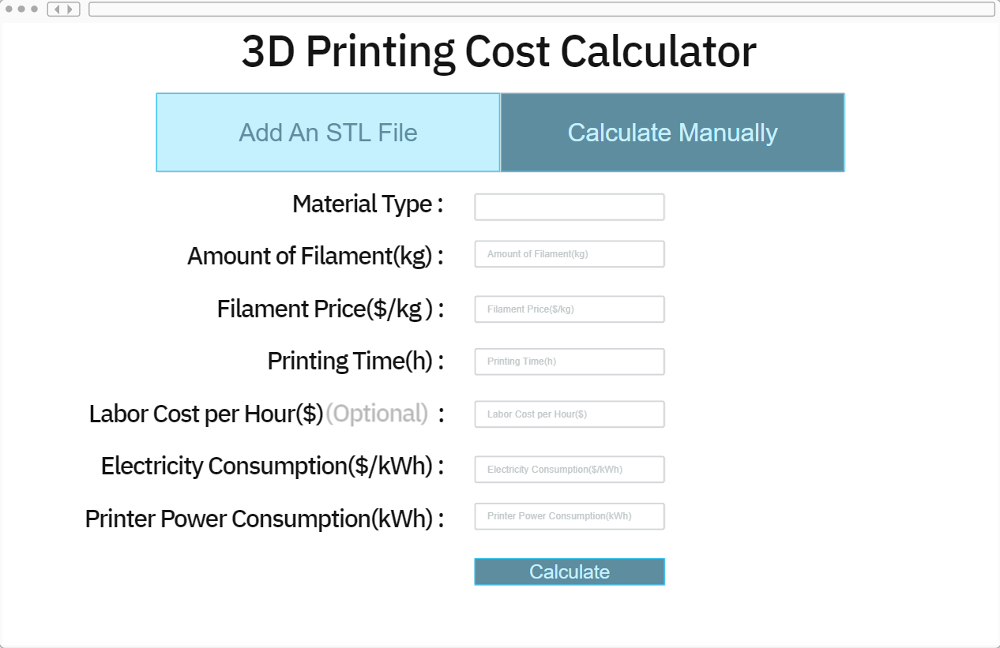 3D Printing Cost Calculator
Add An STL File Calculate Manually
Material Type :
Amount of Filament(kg) : Amount of Filament(kg)
Filament Price($/kg ) : Filament Price($/kg)
Printing Time(h) : Printing Time(h)
Labor Cost per Hour($)(Optional) : Labor Cost per Hour($)
Electricity Consumption($/kWh) : Electricity Consumption($/kWh)
Printer Power Consumption(kWh) : Printer Power Consumption(kWh)
Calculate